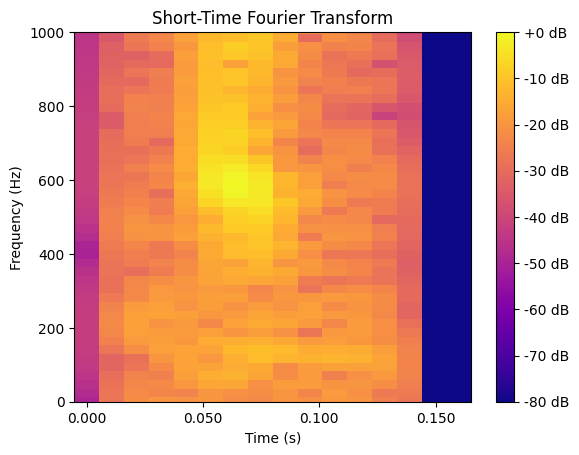 Short-Time Fourier Transform
1000
800
600
400
200
0
Frequency (Hz)
0.000
0.050
0.100
0.150
Time (s)
+0 dB
-10 dB
-20 dB
-30 dB
-40 dB
-50 dB
-60 dB
-70 dB
-80 dB